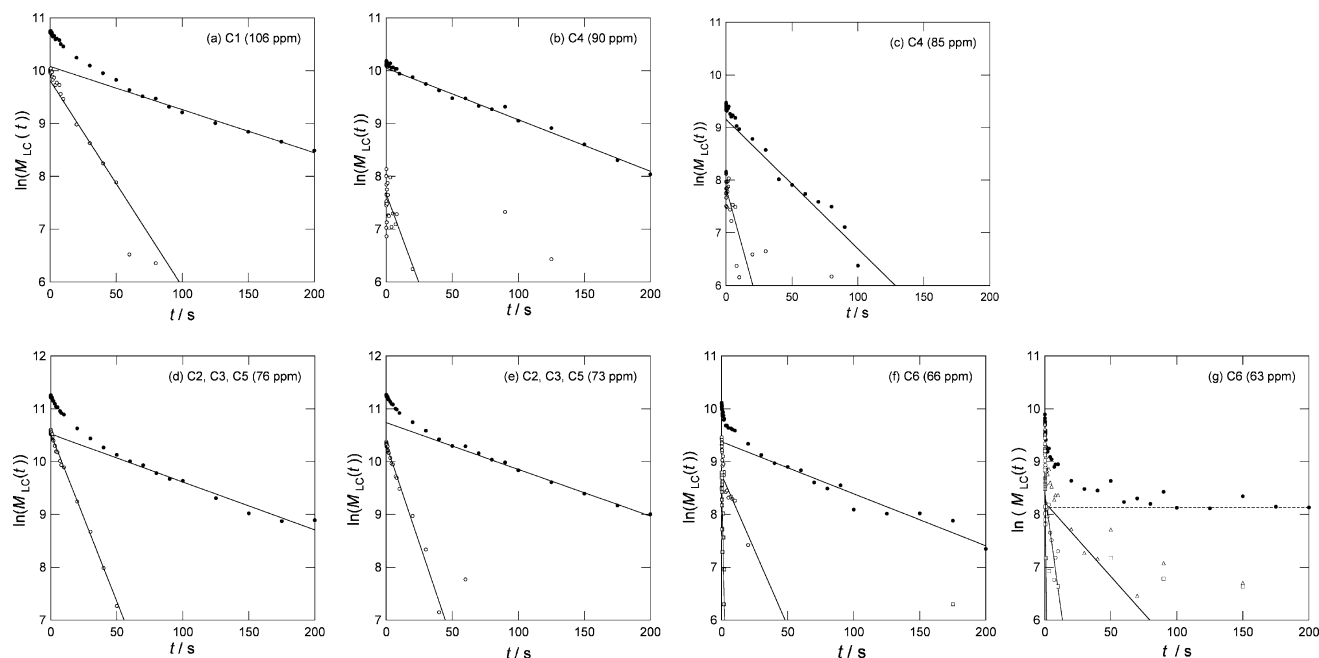 11
10
9
8
7
6
ln(M_LC(t))
(a) C1 (106 ppm)
0 50 100 150 200
t / s
11
10
9
8
7
6
ln(M_LC(t))
(b) C4 (90 ppm)
0 50 100 150 200
t / s
11
10
9
8
7
6
ln(M_LC(t))
(c) C4 (85 ppm)
0 50 100 150 200
t / s
12
11
10
9
8
7
ln(M_LC(t))
(d) C2, C3, C5 (76 ppm)
0 50 100 150 200
t / s
12
11
10
9
8
7
ln(M_LC(t))
(e) C2, C3, C5 (73 ppm)
0 50 100 150 200
t / s
11
10
9
8
7
6
ln(M_LC(t))
(f) C6 (66 ppm)
0 50 100 150 200
t / s
11
10
9
8
7
6
ln ( M_LC(t) )
(g) C6 (63 ppm)
0 50 100 150 200
t / s